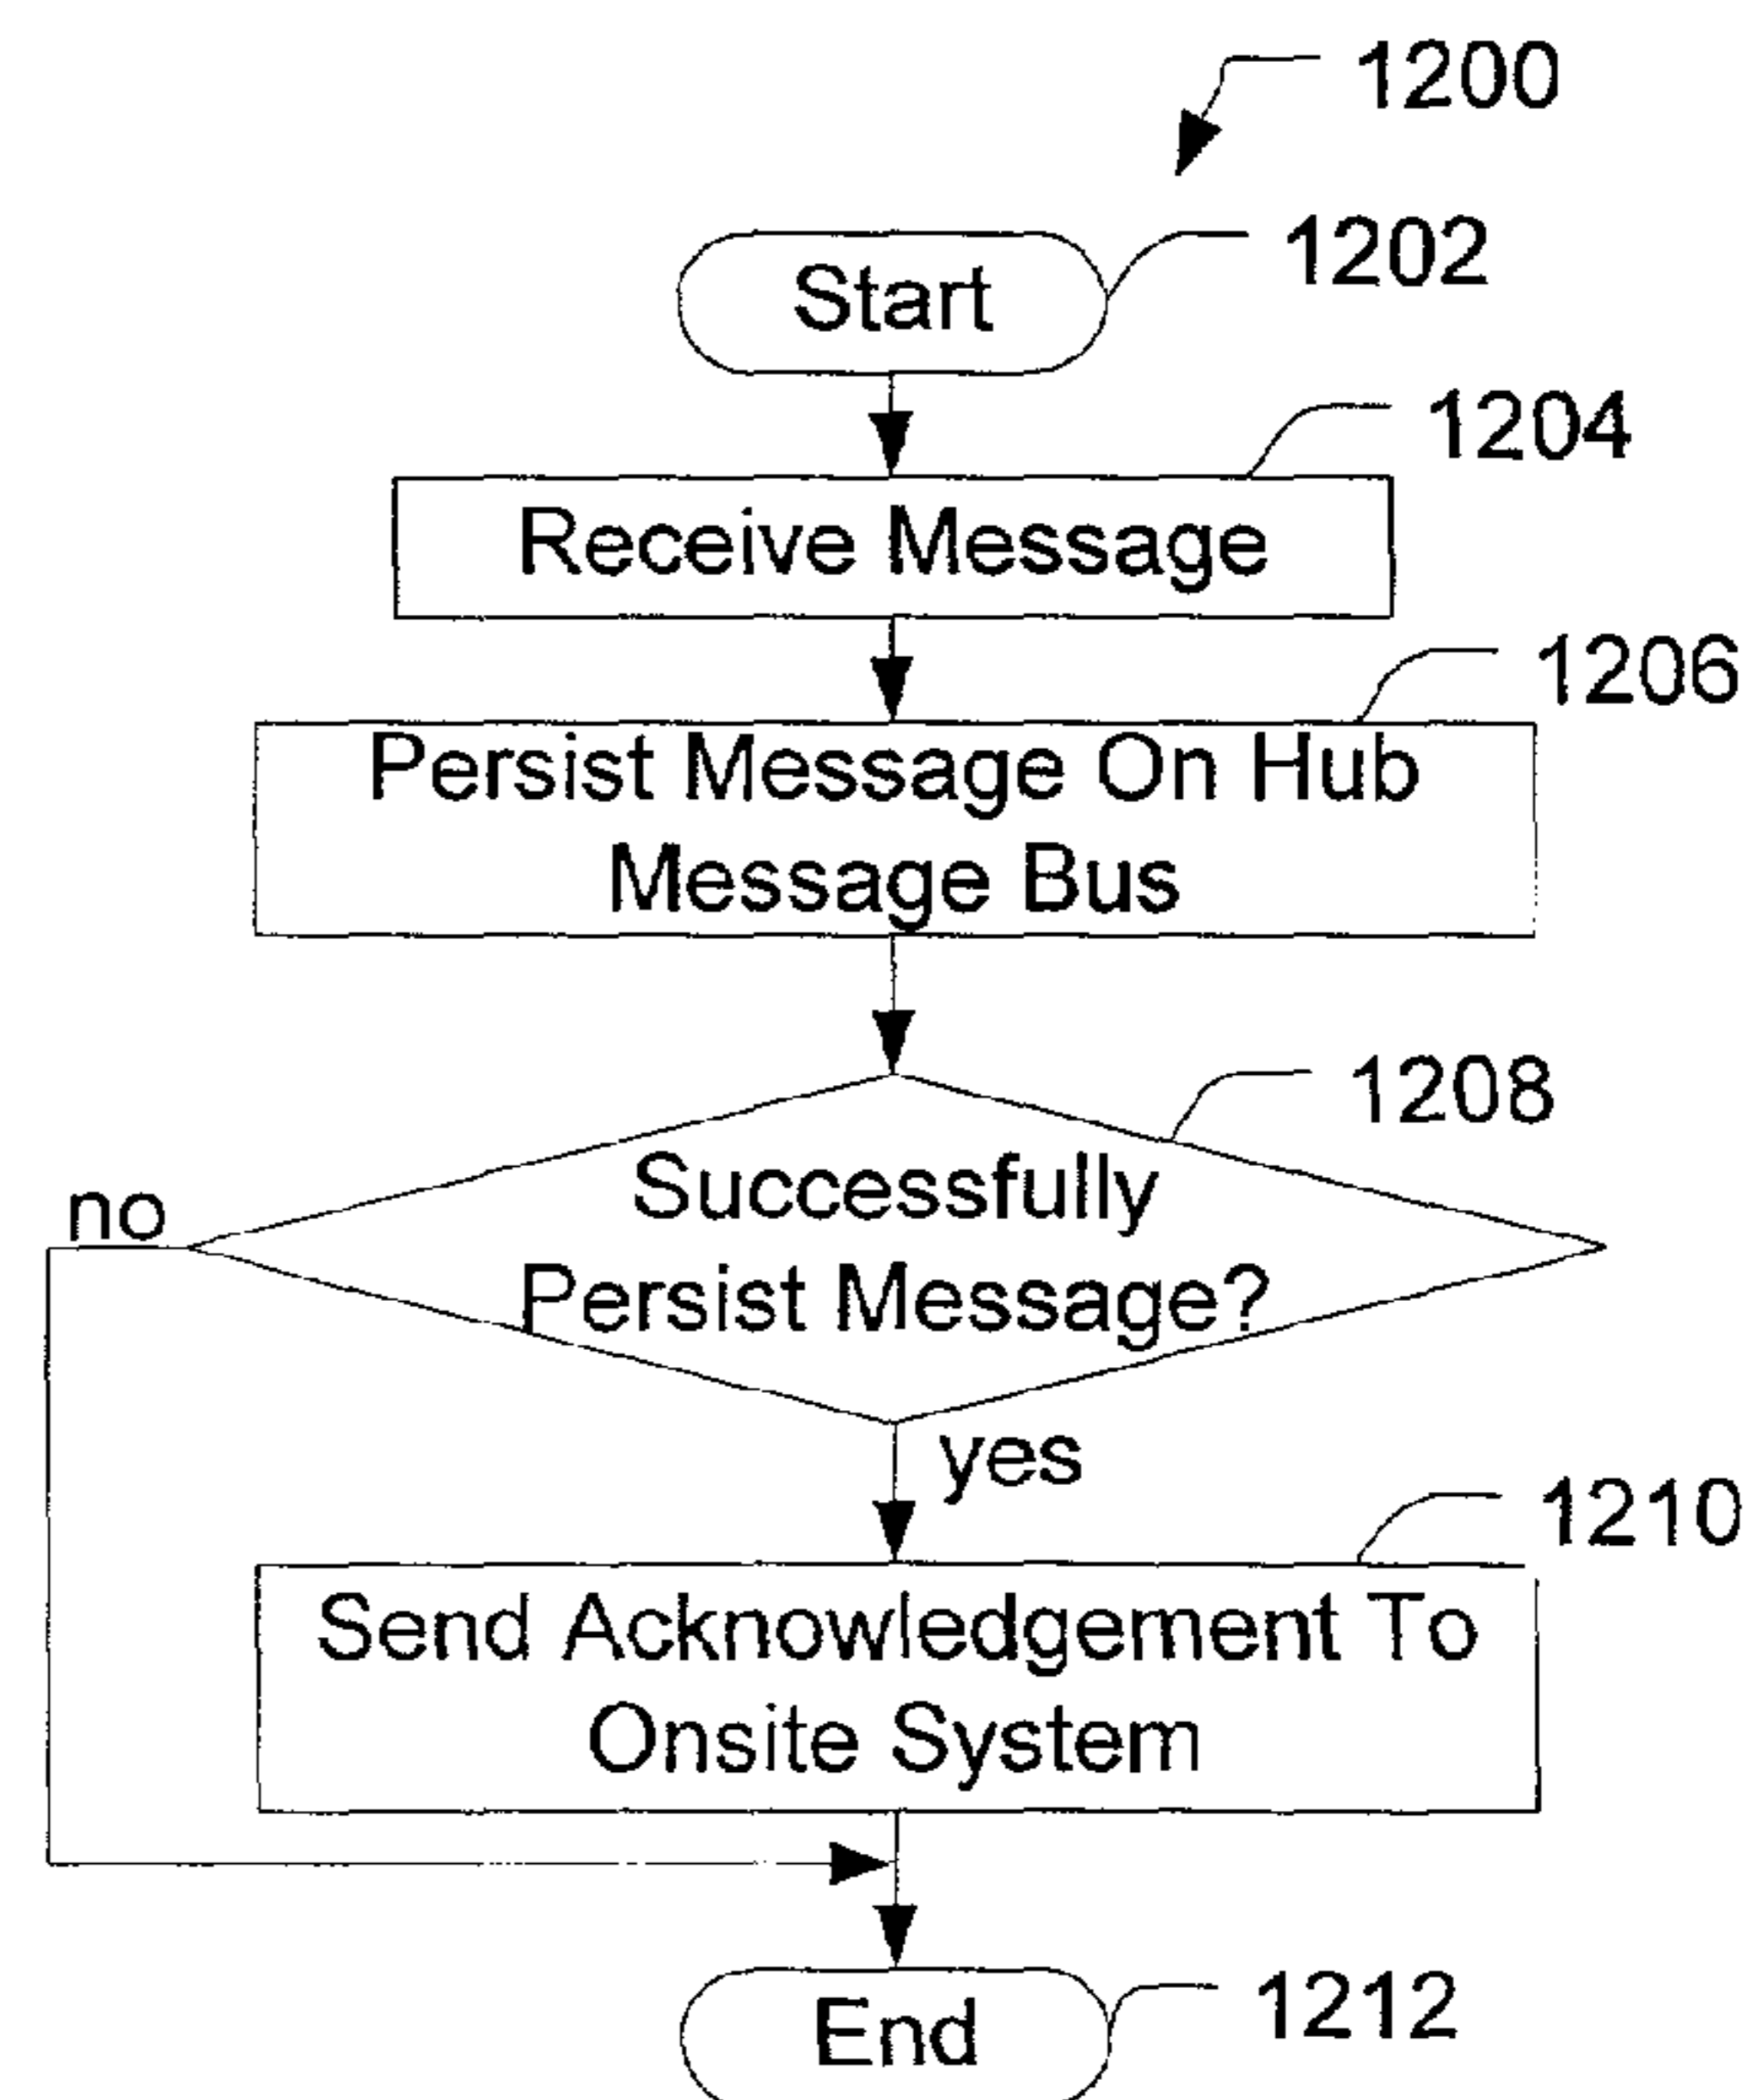 1200
Start
1202
1204
Receive Message
1206
Persist Message On Hub
Message Bus
1208
Successfully
Persist Message?
no
yes
1210
Send Acknowledgement To
Onsite System
End
1212